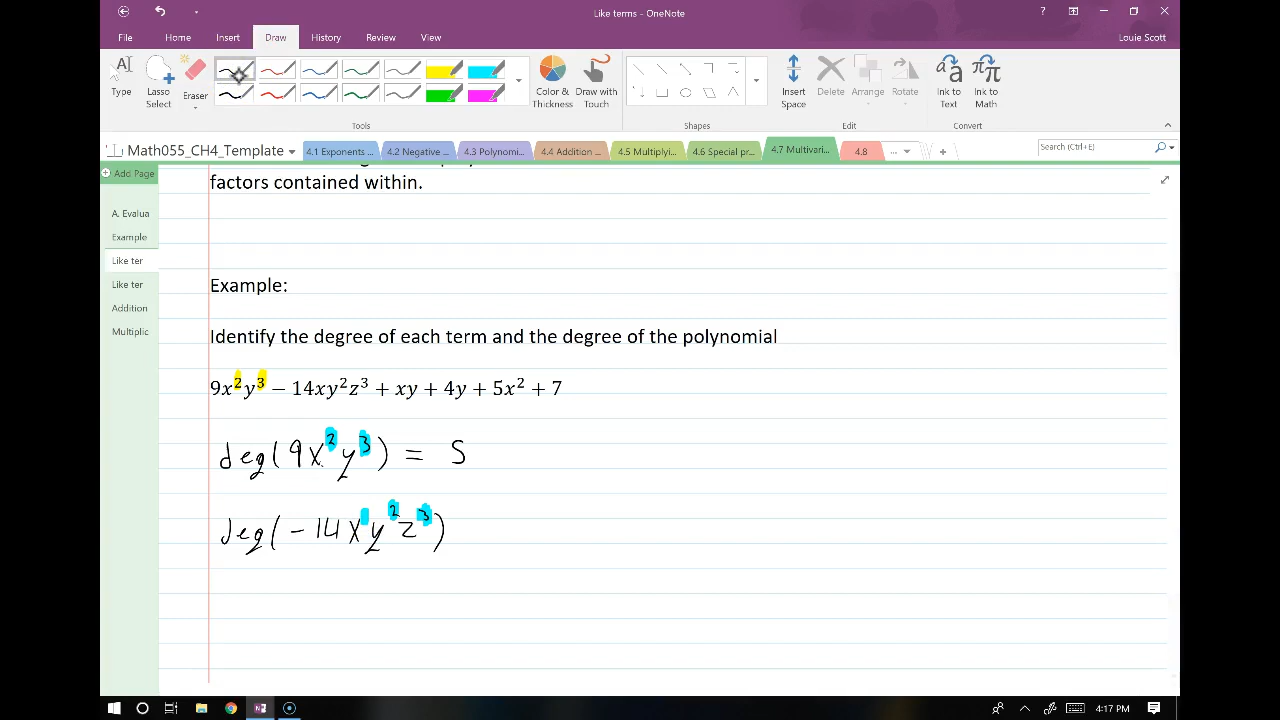 Like terms - OneNote
?
File Home Insert Draw History Review View
Louie Scott
Type
Lasso Select
Eraser
Color & Thickness
Draw with Touch
Insert Space
Delete
Arrange
Rotate
Ink to Text
Ink to Math
Tools Shapes Edit Convert
Math055_CH4_Template
4.1 Exponents ... 4.2 Negative ... 4.3 Polynomi... 4.4 Addition ... 4.5 Multiplyi... 4.6 Special pr... 4.7 Multivari... 4.8 ...
Search (Ctrl+E)
Add Page
A. Evalua
Example
Like ter
Like ter
Addition
Multiplic
factors contained within.
Example:
Identify the degree of each term and the degree of the polynomial
9x²y³ − 14xy²z³ + xy + 4y + 5x² + 7
deg(9x²y³) = 5
deg(−14x¹y²z³)
4:17 PM